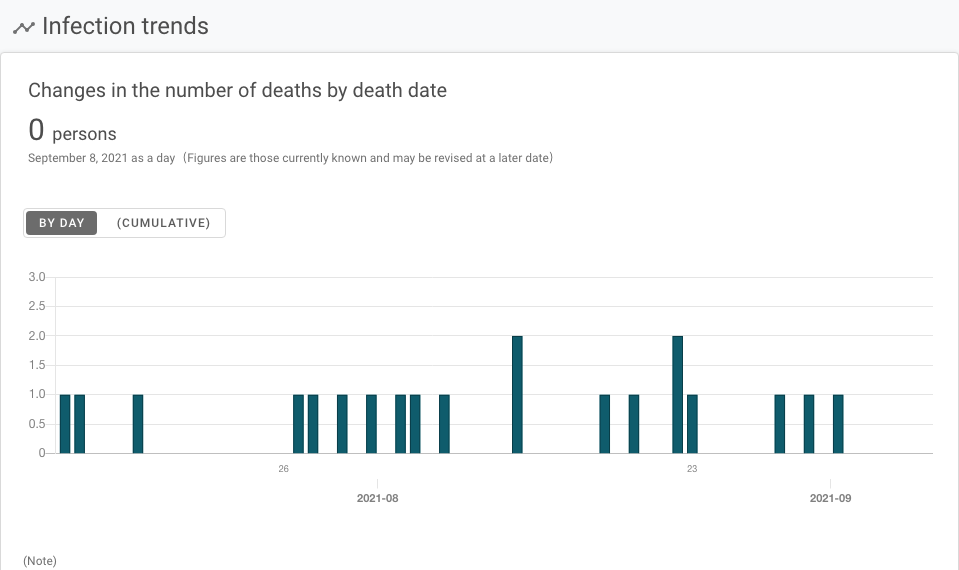 Infection trends
Changes in the number of deaths by death date
0 persons
September 8, 2021 as a day (Figures are those currently known and may be revised at a later date)
BY DAY (CUMULATIVE)
3.0
2.5
2.0
1.5
1.0
0.5
0
26 23
2021-08 2021-09
(Note)